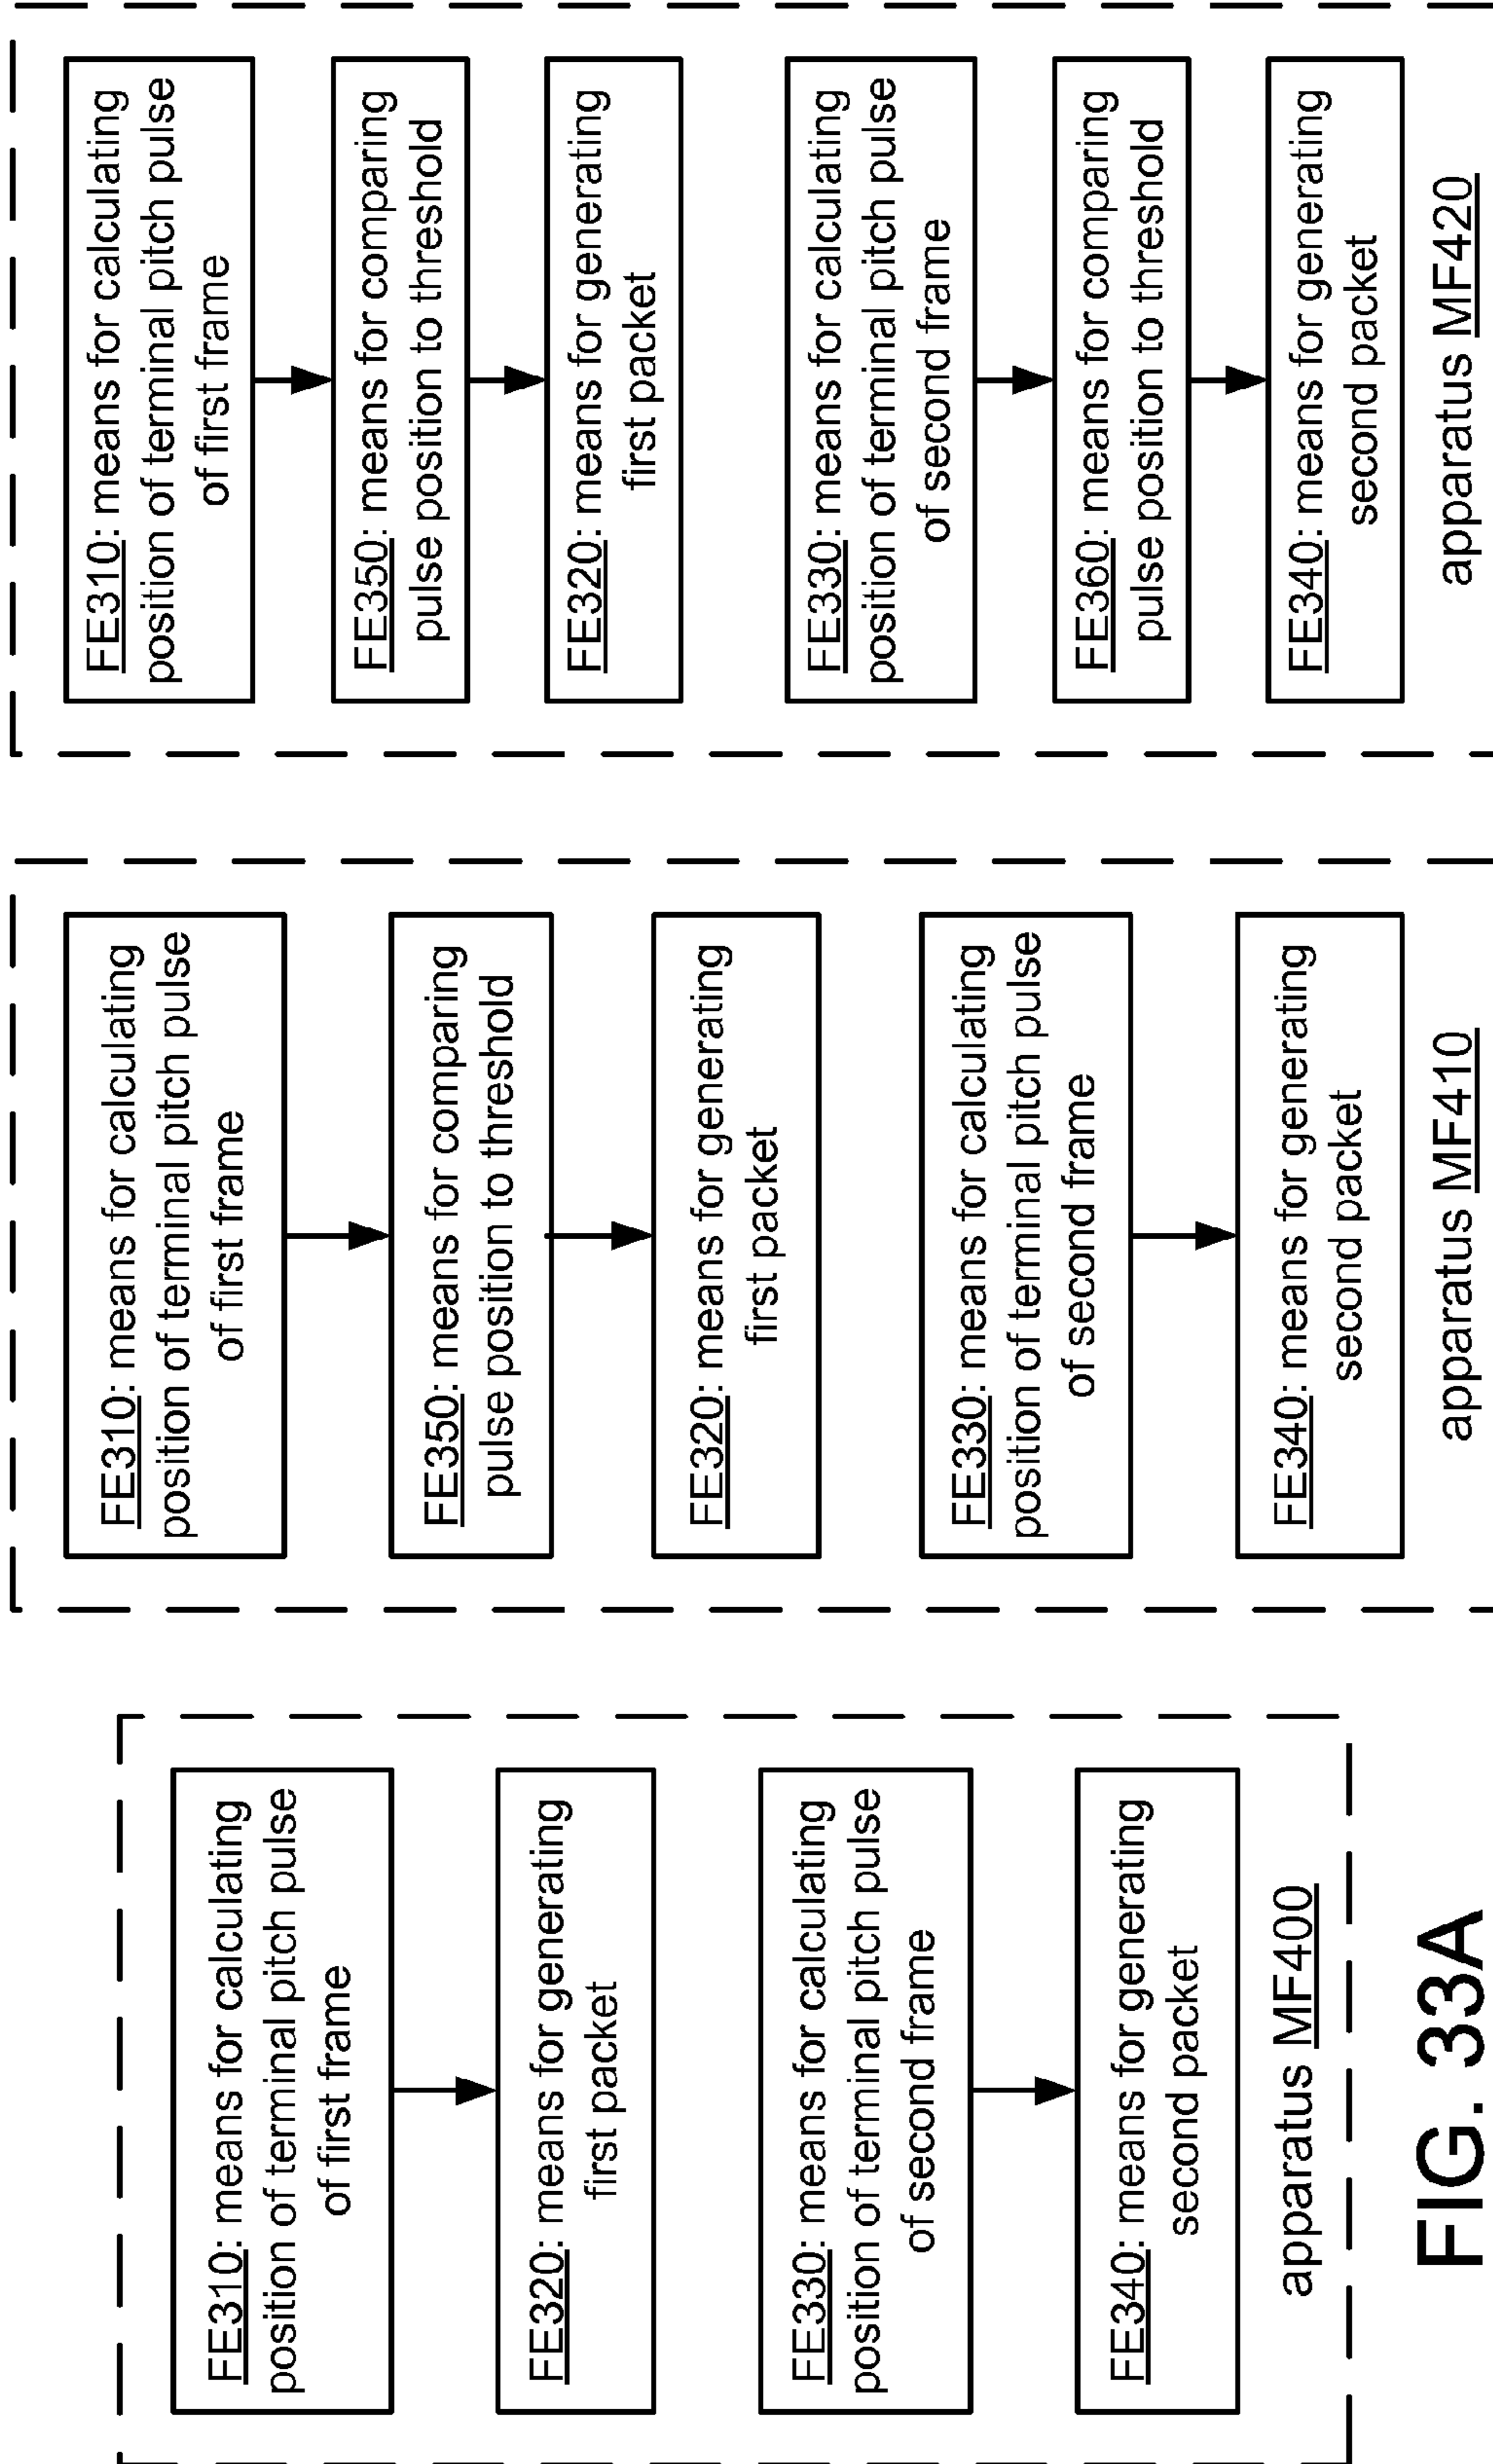 FE310: means for calculating
position of terminal pitch pulse
of first frame
FE320: means for generating
first packet
FE330: means for calculating
position of terminal pitch pulse
of second frame
FE340: means for generating
second packet
apparatus MF400
FIG. 33A
FE310: means for calculating
position of terminal pitch pulse
of first frame
FE350: means for comparing
pulse position to threshold
FE320: means for generating
first packet
FE330: means for calculating
position of terminal pitch pulse
of second frame
FE340: means for generating
second packet
apparatus MF410
FE310: means for calculating
position of terminal pitch pulse
of first frame
FE350: means for comparing
pulse position to threshold
FE320: means for generating
first packet
FE330: means for calculating
position of terminal pitch pulse
of second frame
FE360: means for comparing
pulse position to threshold
FE340: means for generating
second packet
apparatus MF420